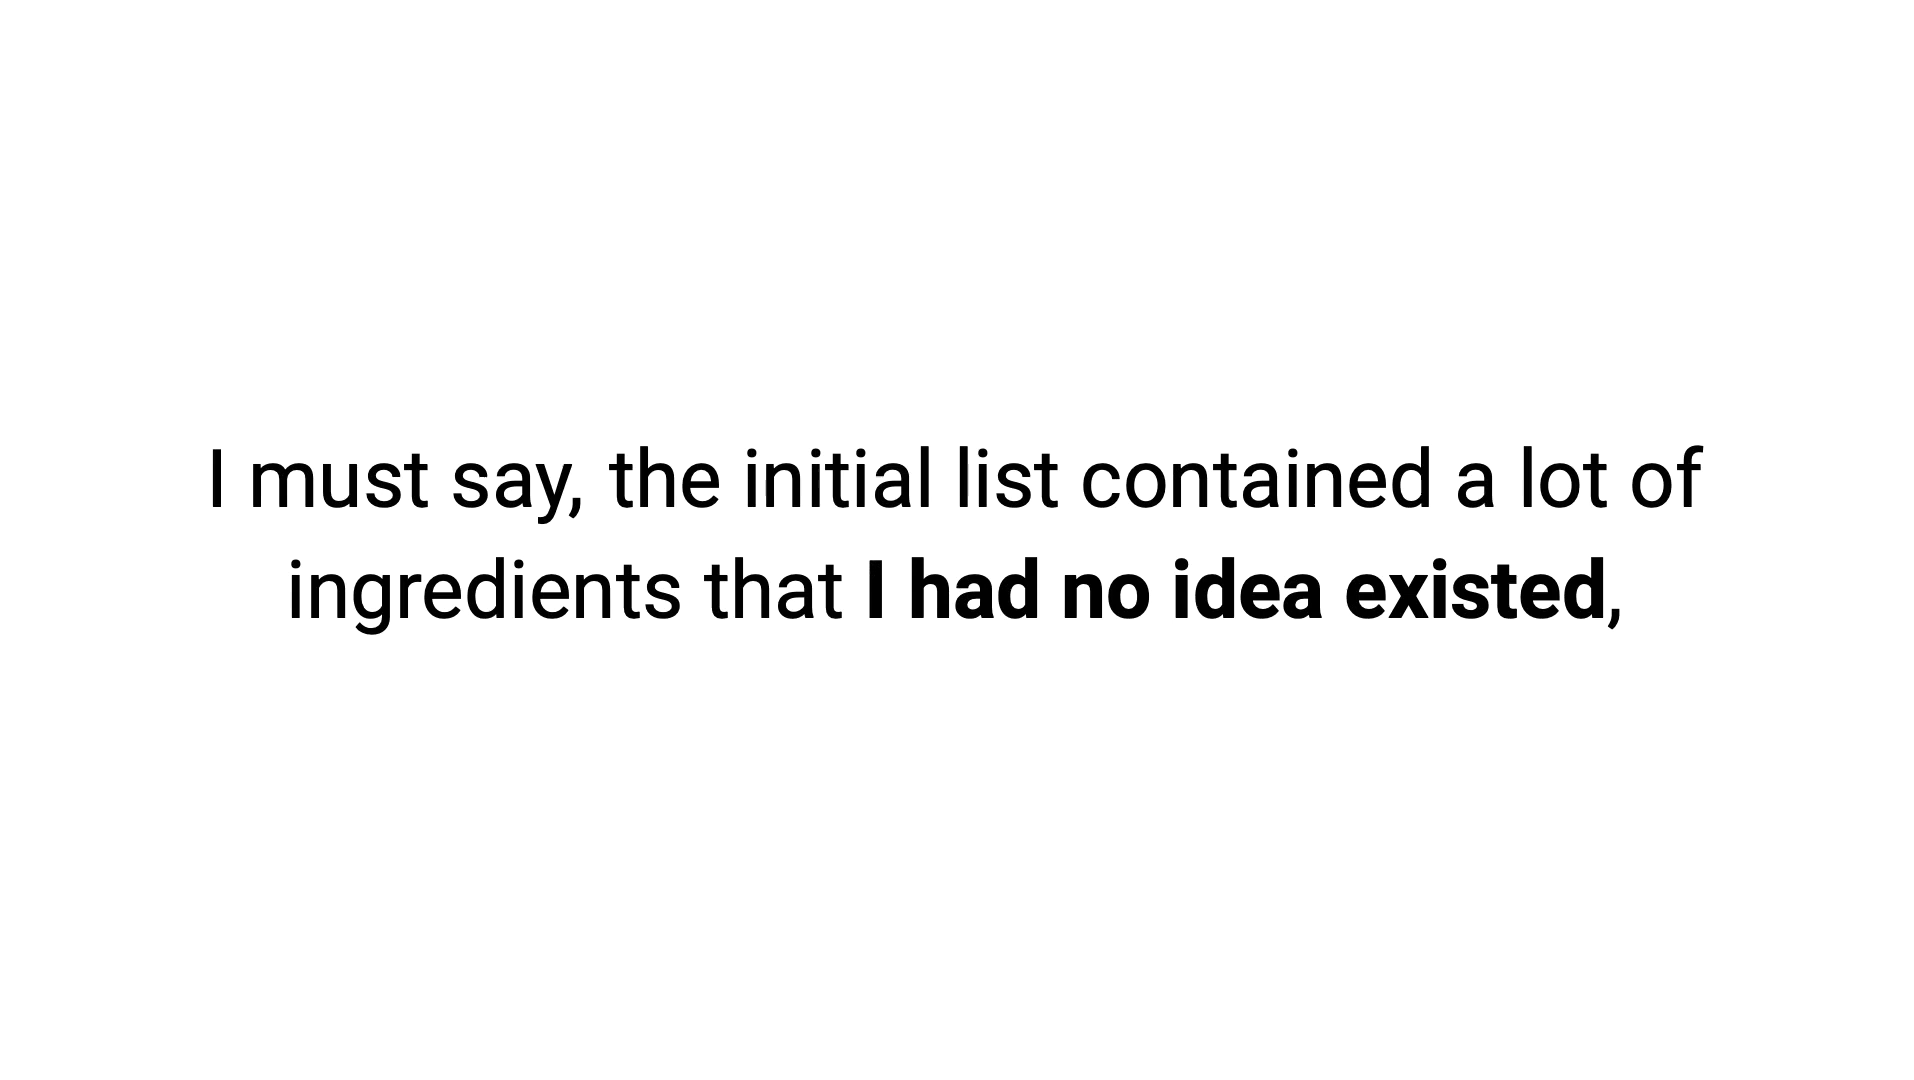 I must say, the initial list contained a lot of
ingredients that I had no idea existed,